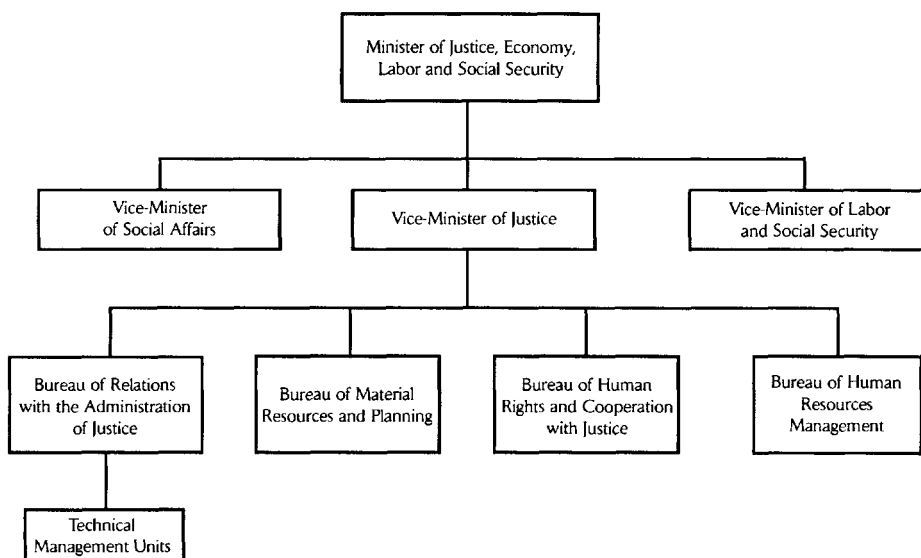 Minister of Justice, Economy,
Labor and Social Security
Vice-Minister
of Social Affairs
Vice-Minister of Justice
Vice-Minister of Labor
and Social Security
Bureau of Relations
with the Administration
of Justice
Bureau of Material
Resources and Planning
Bureau of Human
Rights and Cooperation
with Justice
Bureau of Human
Resources
Management
Technical
Management Units